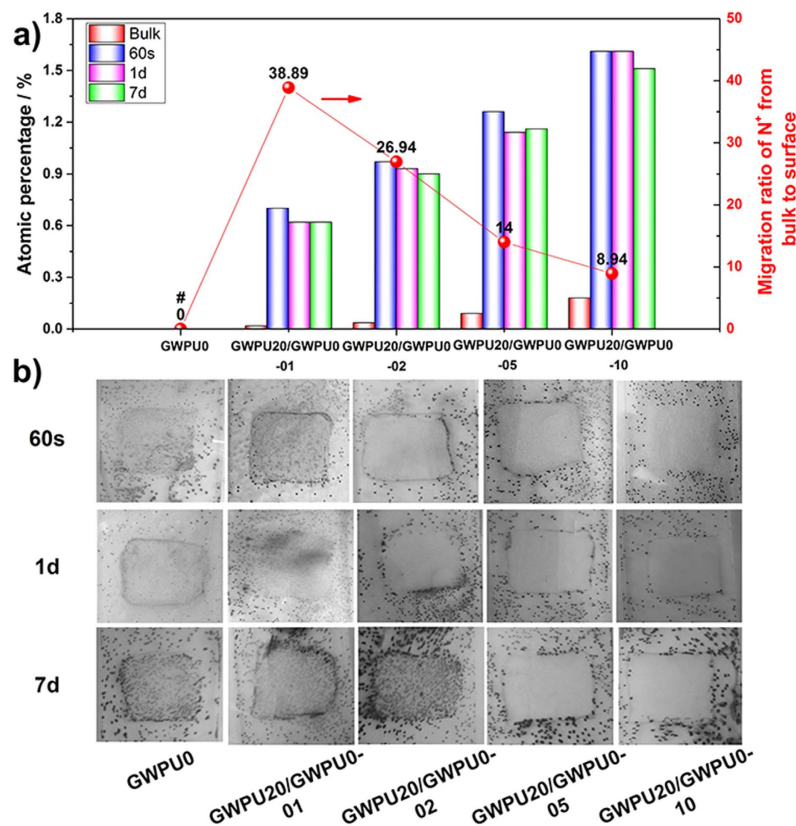 a)
Atomic percentage / %
1.8
1.5
1.2
0.9
0.6
0.3
0.0
Bulk
60s
1d
7d
#
0
38.89
26.94
14
8.94
50
40
30
20
10
0
Migration ratio of N⁺ from
bulk to surface
GWPU0
GWPU20/GWPU0
-01
GWPU20/GWPU0
-02
GWPU20/GWPU0
-05
GWPU20/GWPU0
-10
b)
60s
1d
7d
GWPU0
GWPU20/GWPU0-
01
GWPU20/GWPU0-
02
GWPU20/GWPU0-
05
GWPU20/GWPU0-
10